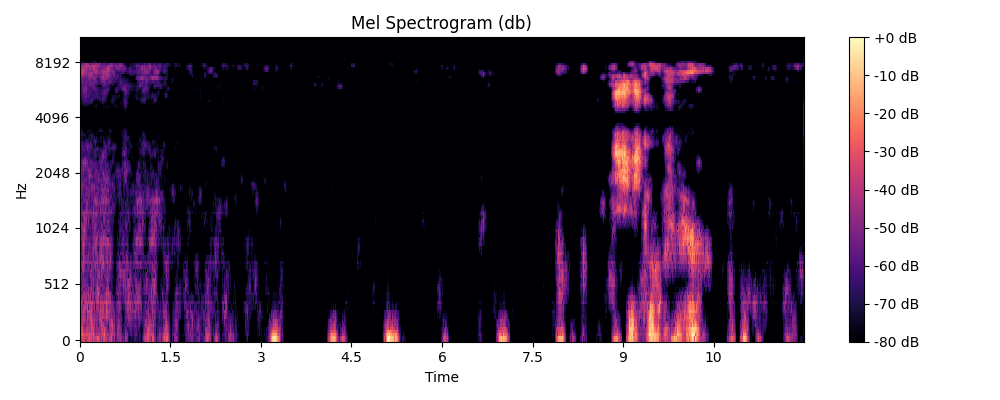 Mel Spectrogram (db)
8192
4096
2048
1024
512
0
Hz
0 1.5 3 4.5 6 7.5 9 10
Time
+0 dB
-10 dB
-20 dB
-30 dB
-40 dB
-50 dB
-60 dB
-70 dB
-80 dB